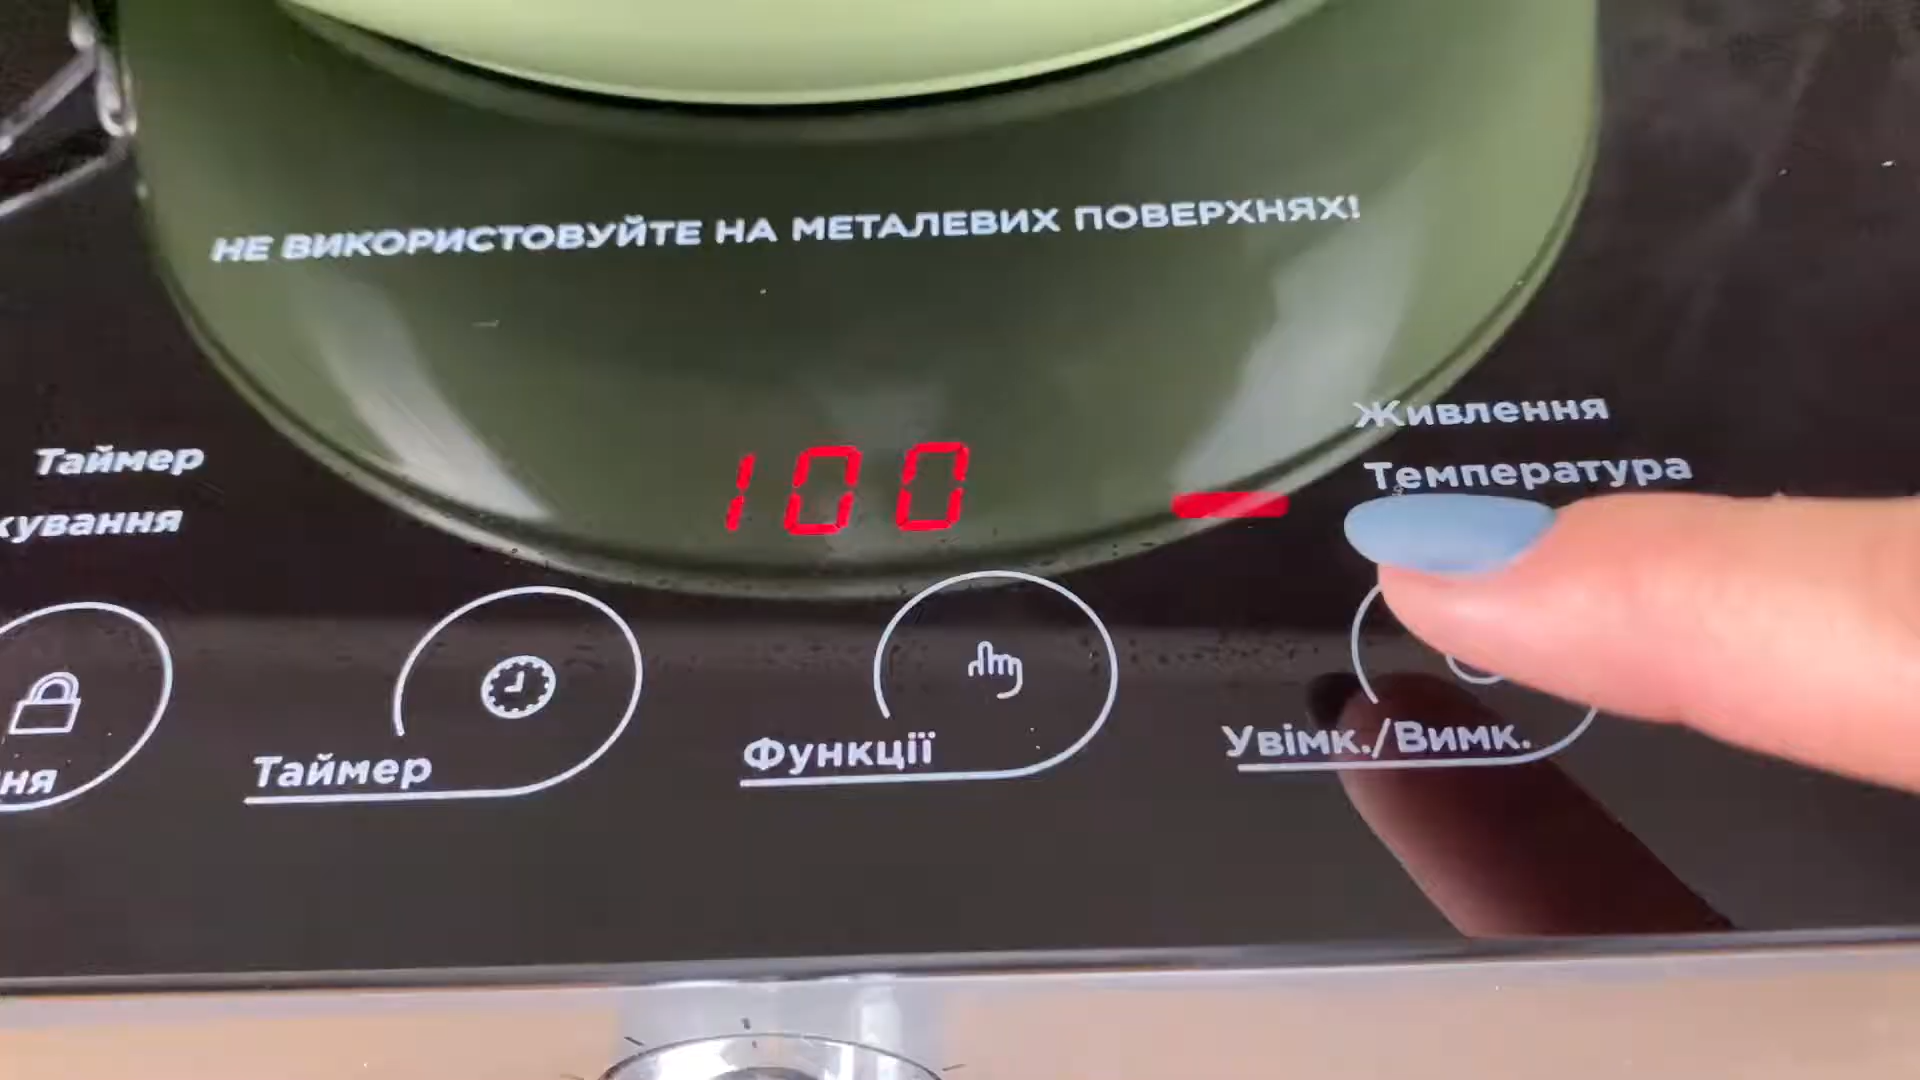 НЕ ВИКОРИСТОВУЙТЕ НА МЕТАЛЕВИХ ПОВЕРХНЯХ!
Живлення
Таймер
100
Температура
Таймер
Функції
Увімк./Вимк.